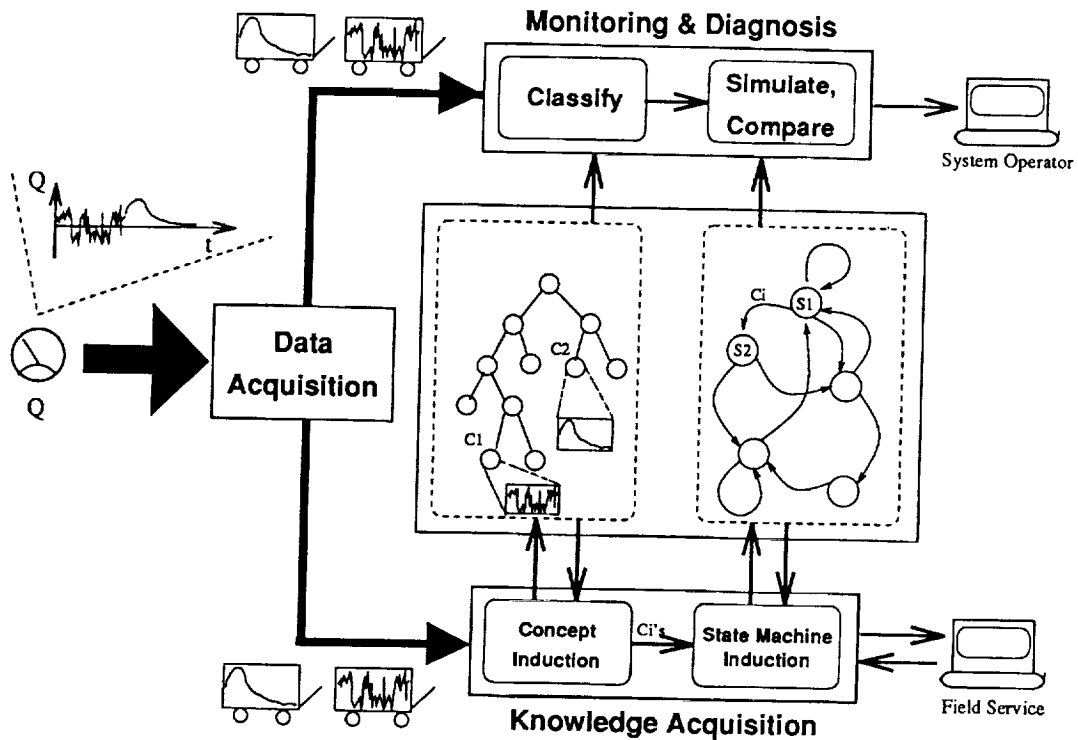 Monitoring & Diagnosis
Classify
Simulate,
Compare
System Operator
Q
t
Data
Acquisition
Q
C2
C1
Ci
S1
S2
Concept
Induction
Ci's
State Machine
Induction
Field Service
Knowledge Acquisition